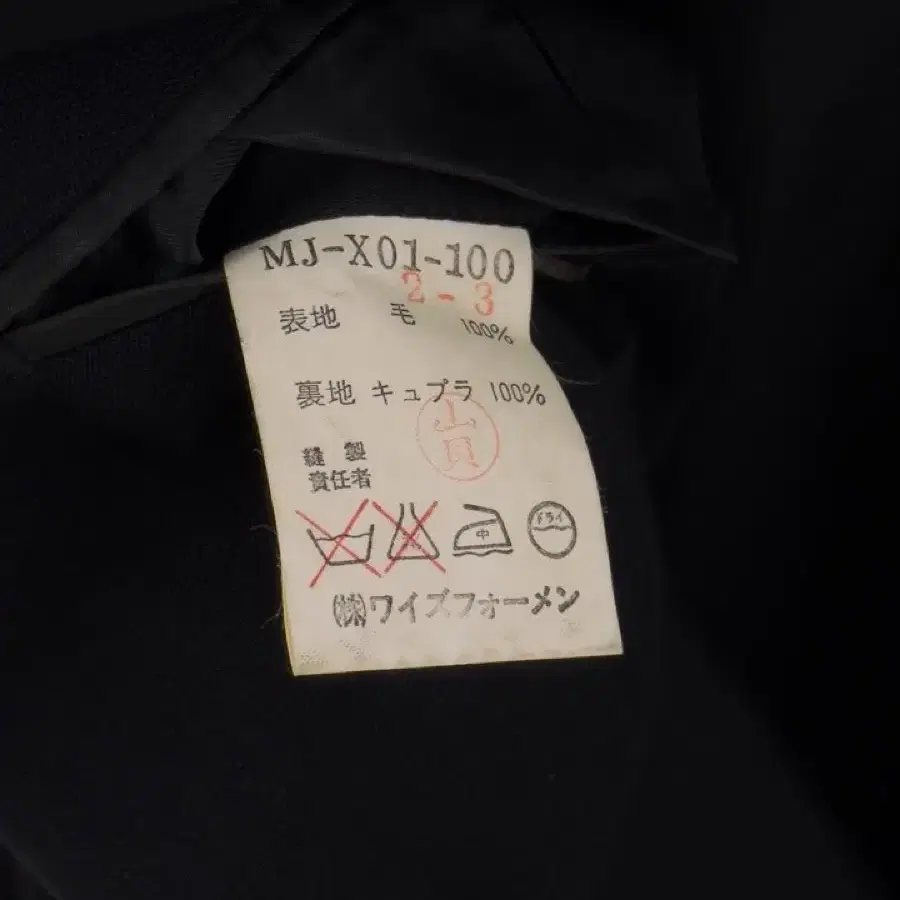 MJ-X01-100
2-3
表地 毛 100%
裏地 キュプラ 100%
山貝
縫製
責任者
中 ドライ
㈱ワイズフォーメン